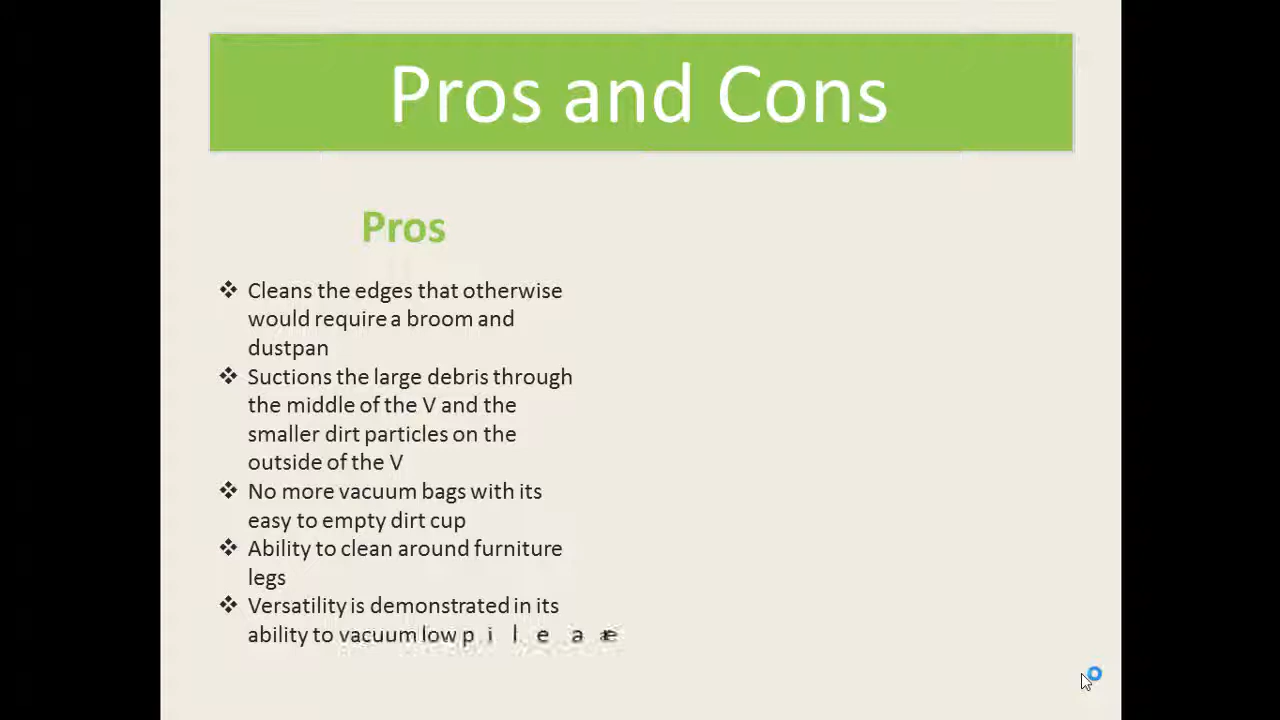 Pros and Cons
Pros
❖ Cleans the edges that otherwise
would require a broom and
dustpan
❖ Suctions the large debris through
the middle of the V and the
smaller dirt particles on the
outside of the V
❖ No more vacuum bags with its
easy to empty dirt cup
❖ Ability to clean around furniture
legs
❖ Versatility is demonstrated in its
ability to vacuum low pile